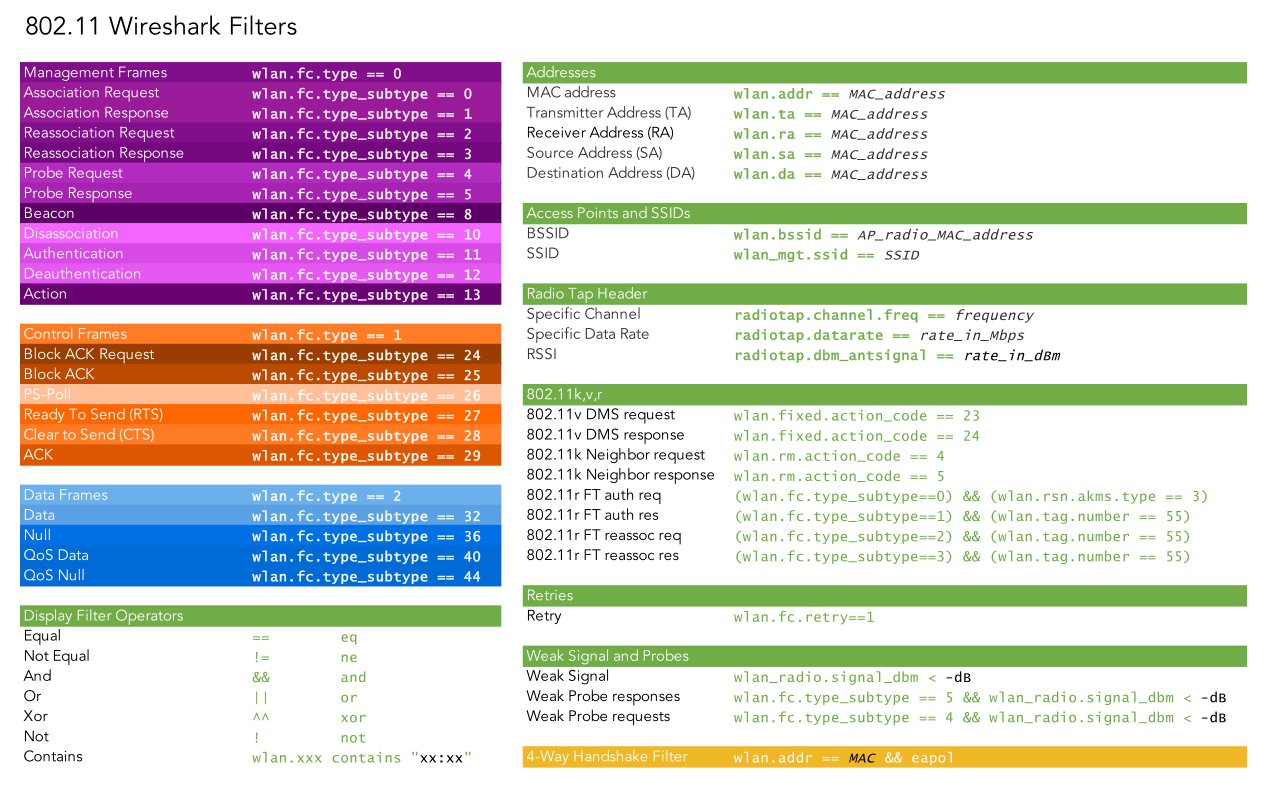 802.11 Wireshark Filters
Management Frames wlan.fc.type == 0
Association Request wlan.fc.type_subtype == 0
Association Response wlan.fc.type_subtype == 1
Reassociation Request wlan.fc.type_subtype == 2
Reassociation Response wlan.fc.type_subtype == 3
Probe Request wlan.fc.type_subtype == 4
Probe Response wlan.fc.type_subtype == 5
Beacon wlan.fc.type_subtype == 8
Disassociation wlan.fc.type_subtype == 10
Authentication wlan.fc.type_subtype == 11
Deauthentication wlan.fc.type_subtype == 12
Action wlan.fc.type_subtype == 13
Control Frames wlan.fc.type == 1
Block ACK Request wlan.fc.type_subtype == 24
Block ACK wlan.fc.type_subtype == 25
PS-Poll wlan.fc.type_subtype == 26
Ready To Send (RTS) wlan.fc.type_subtype == 27
Clear to Send (CTS) wlan.fc.type_subtype == 28
ACK wlan.fc.type_subtype == 29
Data Frames wlan.fc.type == 2
Data wlan.fc.type_subtype == 32
Null wlan.fc.type_subtype == 36
QoS Data wlan.fc.type_subtype == 40
QoS Null wlan.fc.type_subtype == 44
Display Filter Operators
Equal == eq
Not Equal != ne
And && and
Or || or
Xor ^^ xor
Not ! not
Contains wlan.xxx contains "xx:xx"
Addresses
MAC address wlan.addr == MAC_address
Transmitter Address (TA) wlan.ta == MAC_address
Receiver Address (RA) wlan.ra == MAC_address
Source Address (SA) wlan.sa == MAC_address
Destination Address (DA) wlan.da == MAC_address
Access Points and SSIDs
BSSID wlan.bssid == AP_radio_MAC_address
SSID wlan_mgt.ssid == SSID
Radio Tap Header
Specific Channel radiotap.channel.freq == frequency
Specific Data Rate radiotap.datarate == rate_in_Mbps
RSSI radiotap.dbm_antsignal == rate_in_dBm
802.11k,v,r
802.11v DMS request wlan.fixed.action_code == 23
802.11v DMS response wlan.fixed.action_code == 24
802.11k Neighbor request wlan.rm.action_code == 4
802.11k Neighbor response wlan.rm.action_code == 5
802.11r FT auth req (wlan.fc.type_subtype==0) && (wlan.rsn.akms.type == 3)
802.11r FT auth res (wlan.fc.type_subtype==1) && (wlan.tag.number == 55)
802.11r FT reassoc req (wlan.fc.type_subtype==2) && (wlan.tag.number == 55)
802.11r FT reassoc res (wlan.fc.type_subtype==3) && (wlan.tag.number == 55)
Retries
Retry wlan.fc.retry==1
Weak Signal and Probes
Weak Signal wlan_radio.signal_dbm < -dB
Weak Probe responses wlan.fc.type_subtype == 5 && wlan_radio.signal_dbm < -dB
Weak Probe requests wlan.fc.type_subtype == 4 && wlan_radio.signal_dbm < -dB
4-Way Handshake Filter wlan.addr == MAC && eapol